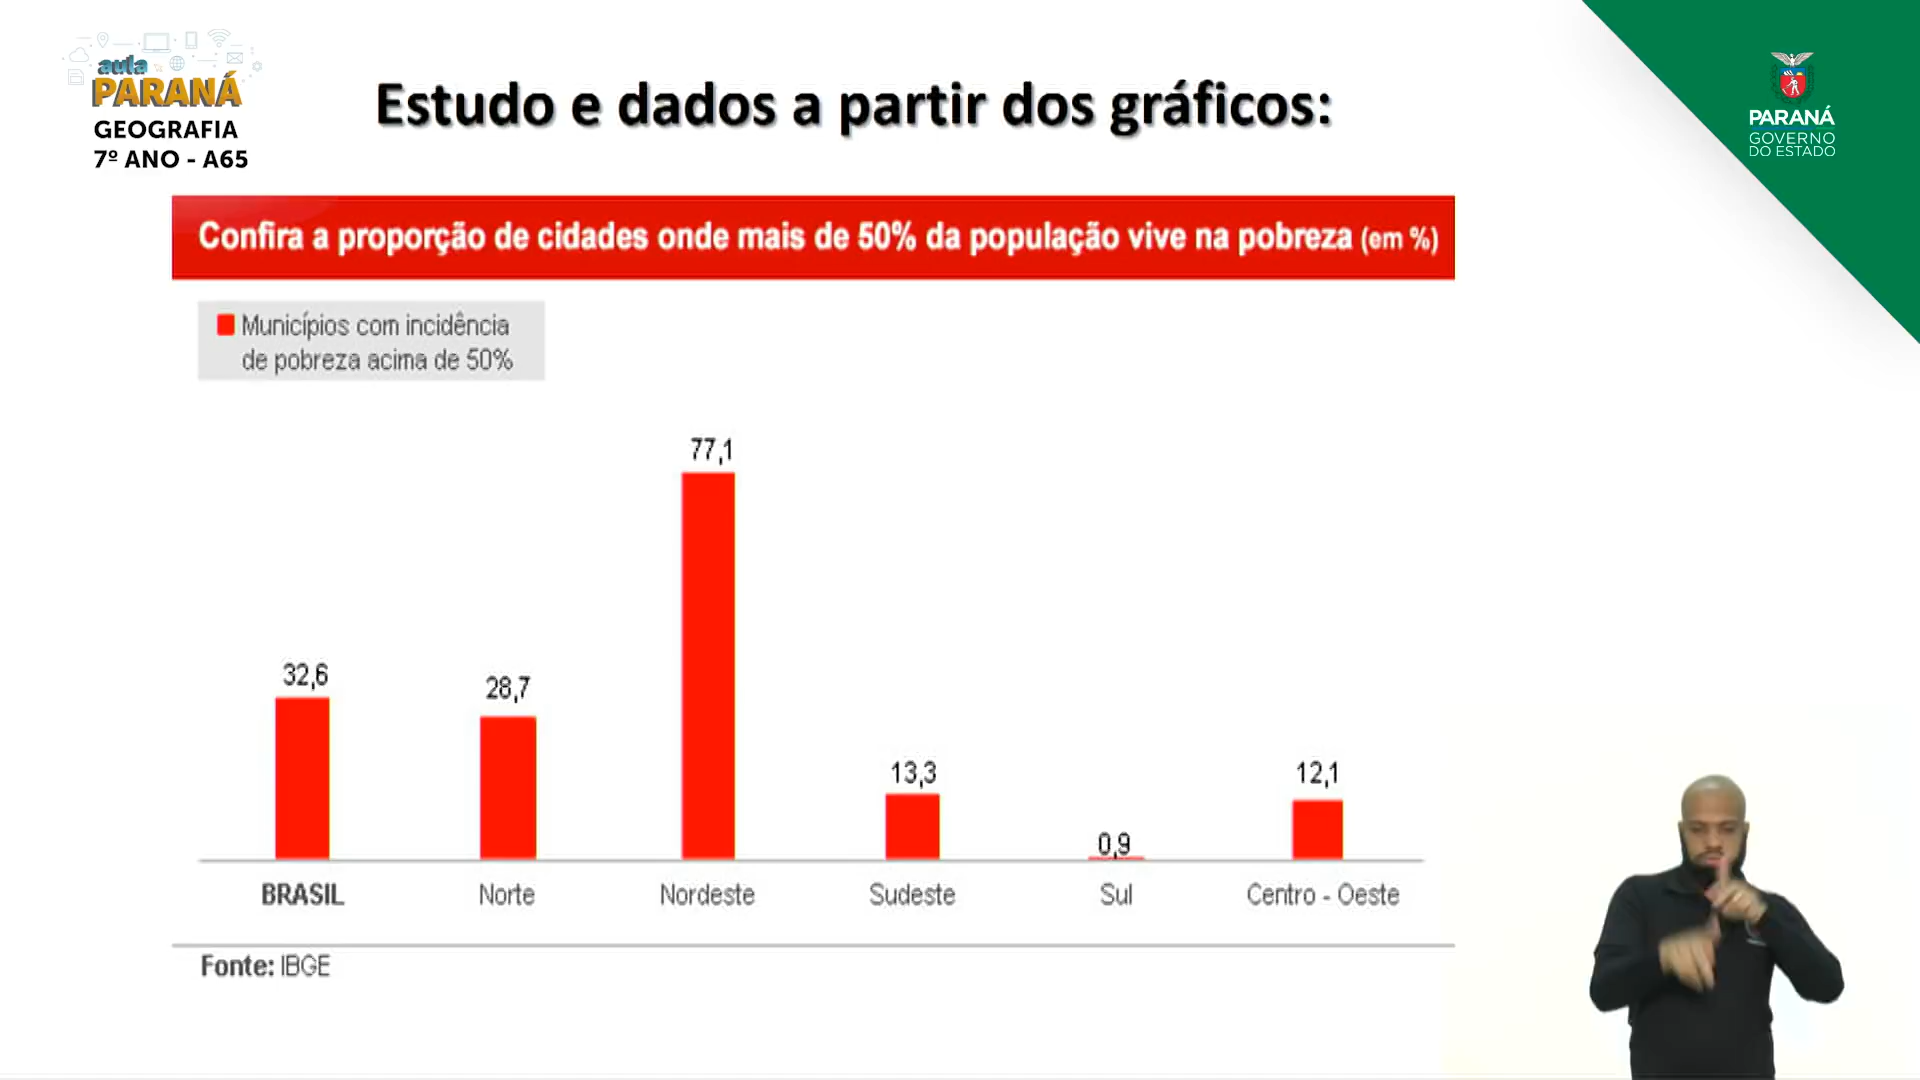 aula
PARANÁ
GEOGRAFIA
7º ANO - A65
Estudo e dados a partir dos gráficos:
PARANÁ
GOVERNO
DO ESTADO
Confira a proporção de cidades onde mais de 50% da população vive na pobreza (em %)
Municípios com incidência
de pobreza acima de 50%
77,1
32,6
28,7
13,3
12,1
0,9
BRASIL Norte Nordeste Sudeste Sul Centro - Oeste
Fonte: IBGE